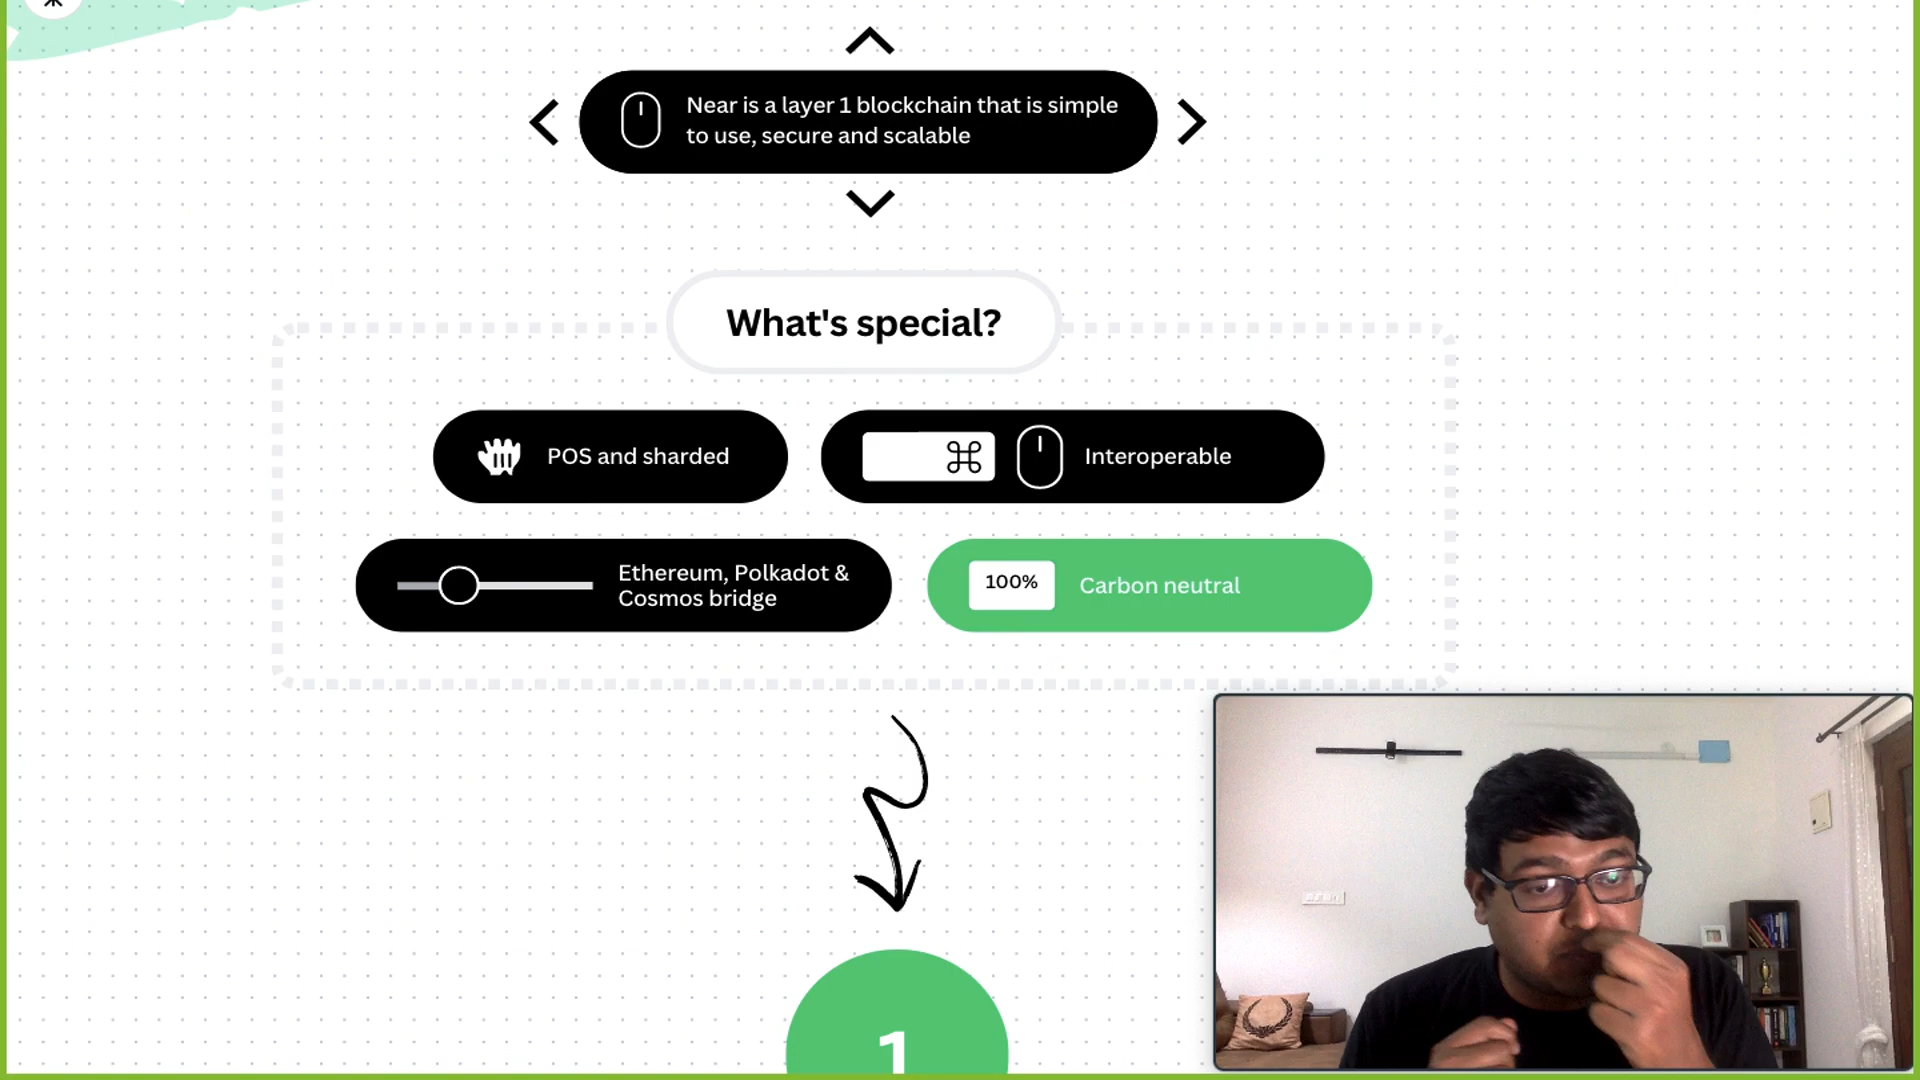 Near is a layer 1 blockchain that is simple
to use, secure and scalable
What's special?
POS and sharded
Interoperable
Ethereum, Polkadot &
Cosmos bridge
100%
Carbon neutral
1